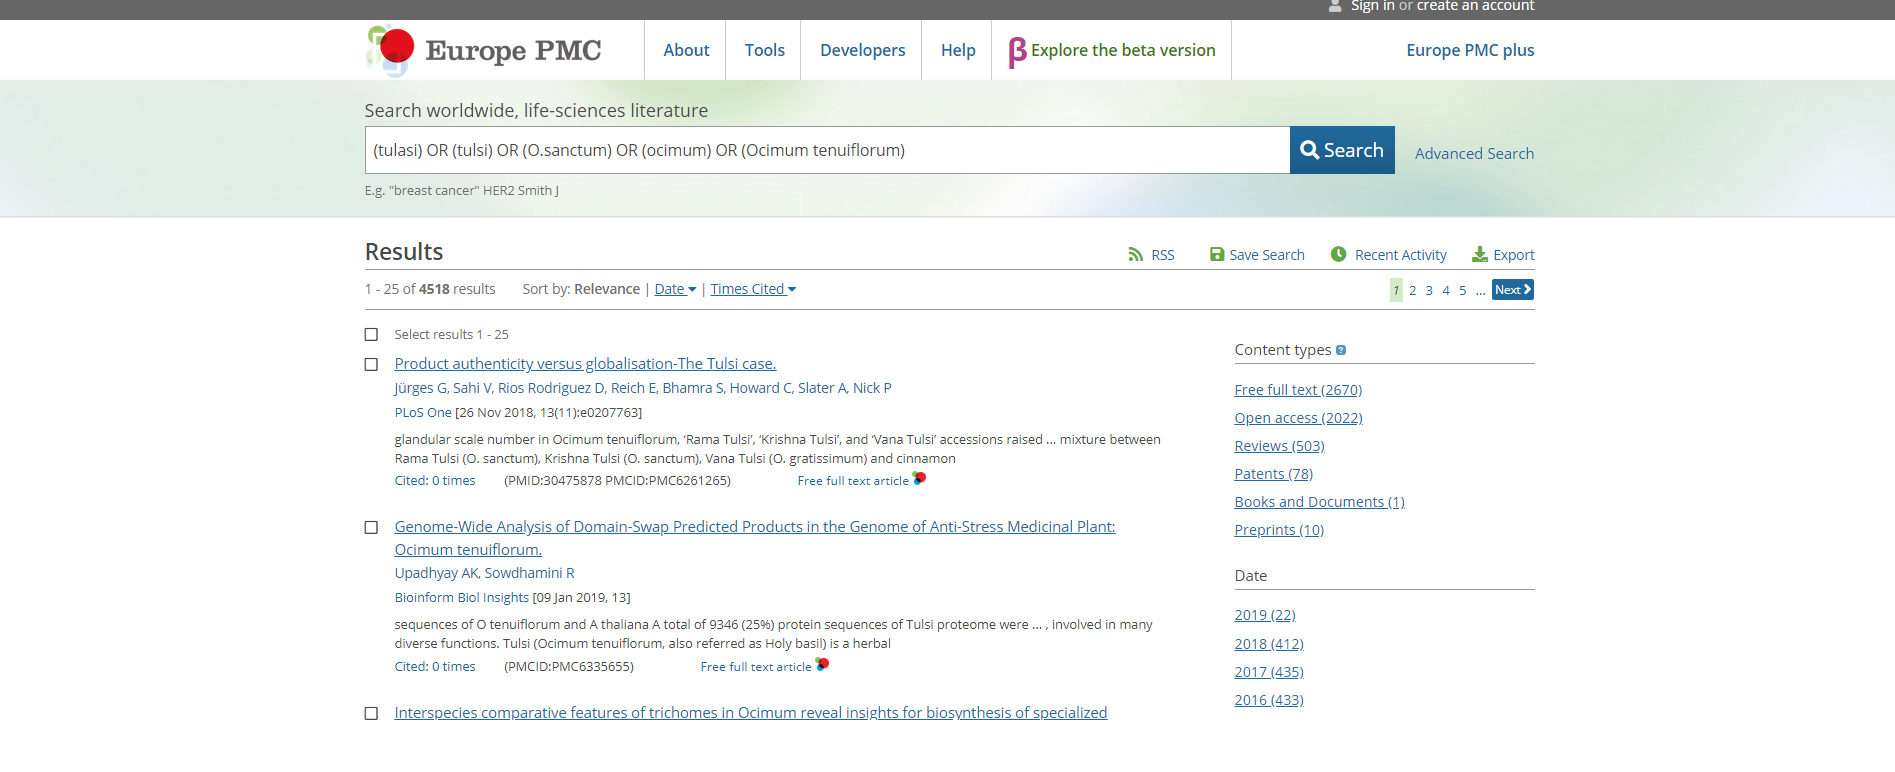 Sign in or create an account
Europe PMC
About
Tools
Developers
Help
β Explore the beta version
Europe PMC plus
Search worldwide, life-sciences literature
(tulasi) OR (tulsi) OR (O.sanctum) OR (ocimum) OR (Ocimum tenuiflorum)
Search
Advanced Search
E.g. "breast cancer" HER2 Smith J
Results
RSS
Save Search
Recent Activity
Export
1 - 25 of 4518 results
Sort by: Relevance | Date | Times Cited
1 2 3 4 5 ... Next
Select results 1 - 25
Product authenticity versus globalisation-The Tulsi case.
Jürges G, Sahi V, Rios Rodriguez D, Reich E, Bhamra S, Howard C, Slater A, Nick P
PLoS One [26 Nov 2018, 13(11):e0207763]
glandular scale number in Ocimum tenuiflorum, ‘Rama Tulsi’, ‘Krishna Tulsi’, and ‘Vana Tulsi’ accessions raised ... mixture between
Rama Tulsi (O. sanctum), Krishna Tulsi (O. sanctum), Vana Tulsi (O. gratissimum) and cinnamon
Cited: 0 times (PMID:30475878 PMCID:PMC6261265) Free full text article
Genome-Wide Analysis of Domain-Swap Predicted Products in the Genome of Anti-Stress Medicinal Plant:
Ocimum tenuiflorum.
Upadhyay AK, Sowdhamini R
Bioinform Biol Insights [09 Jan 2019, 13]
sequences of O tenuiflorum and A thaliana A total of 9346 (25%) protein sequences of Tulsi proteome were ... , involved in many
diverse functions. Tulsi (Ocimum tenuiflorum, also referred as Holy basil) is a herbal
Cited: 0 times (PMCID:PMC6335655) Free full text article
Interspecies comparative features of trichomes in Ocimum reveal insights for biosynthesis of specialized
Content types ?
Free full text (2670)
Open access (2022)
Reviews (503)
Patents (78)
Books and Documents (1)
Preprints (10)
Date
2019 (22)
2018 (412)
2017 (435)
2016 (433)